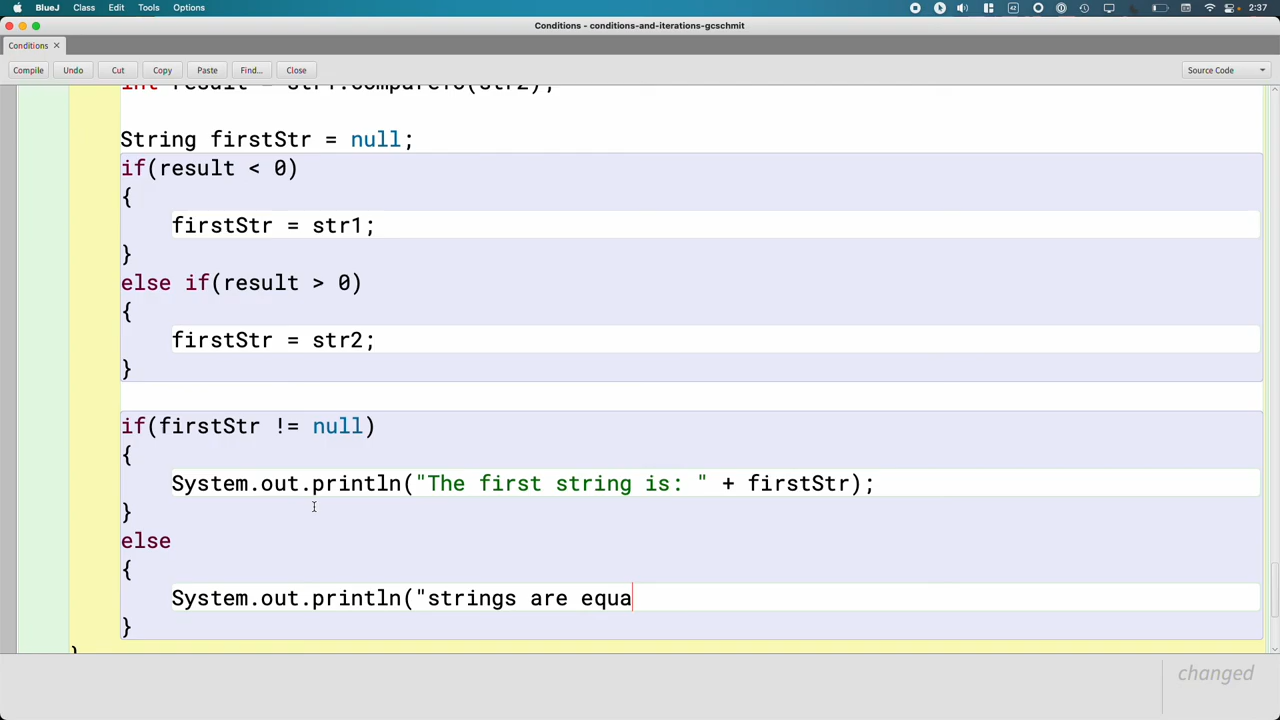 BlueJ Class Edit Tools Options 2:37
Conditions - conditions-and-iterations-gcschmit
Conditions ×
Compile Undo Cut Copy Paste Find... Close Source Code
int result = str1.compareTo(str2);
String firstStr = null;
if(result < 0)
{
firstStr = str1;
}
else if(result > 0)
{
firstStr = str2;
}
if(firstStr != null)
{
System.out.println("The first string is: " + firstStr);
}
else
{
System.out.println("strings are equa
}
}
changed